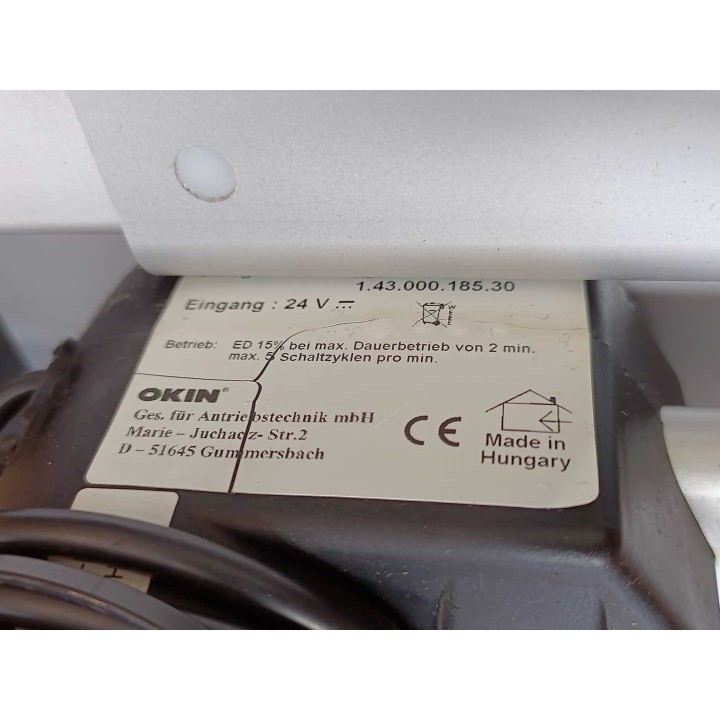 1.43.000.185.30
Eingang : 24 V
Betrieb: ED 15% bei max. Dauerbetrieb von 2 min.
max. 5 Schaltzyklen pro min.
OKIN®
Ges. für Antriebstechnik mbH
Marie – Juchacz- Str.2
D – 51645 Gummersbach
CE
Made in
Hungary